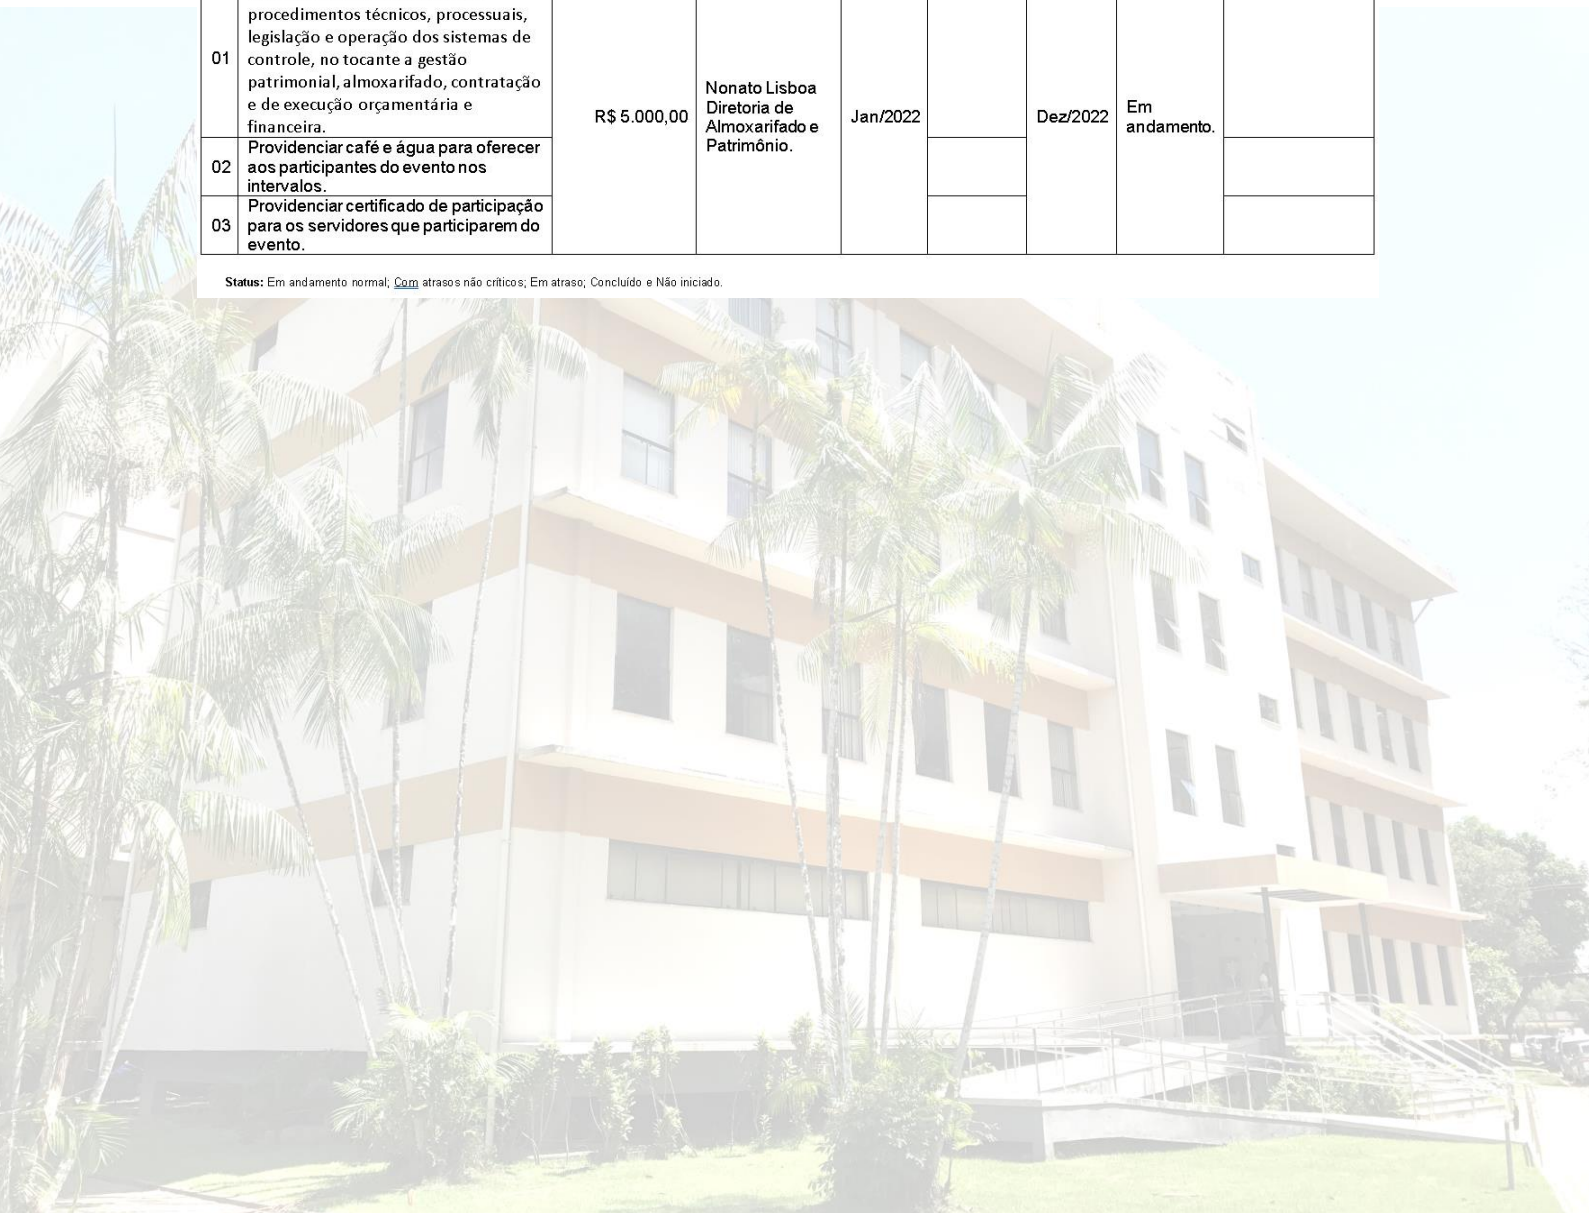 procedimentos técnicos, processuais,
legislação e operação dos sistemas de
01 controle, no tocante a gestão
patrimonial, almoxarifado, contratação
e de execução orçamentária e
financeira.
R$ 5.000,00
Nonato Lisboa
Diretoria de
Almoxarifado e
Patrimônio.
Jan/2022
Dez/2022
Em
andamento.
Providenciar café e água para oferecer
02 aos participantes do evento nos
intervalos.
Providenciar certificado de participação
03 para os servidores que participarem do
evento.
Status: Em andamento normal; Com atrasos não críticos; Em atraso; Concluído e Não iniciado.